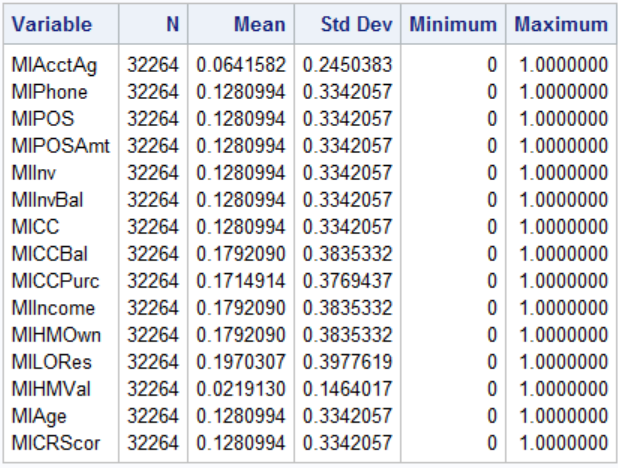 Variable N Mean Std Dev Minimum Maximum
MIAcctAg 32264 0.0641582 0.2450383 0 1.0000000
MIPhone 32264 0.1280994 0.3342057 0 1.0000000
MIPOS 32264 0.1280994 0.3342057 0 1.0000000
MIPOSAmt 32264 0.1280994 0.3342057 0 1.0000000
MIInv 32264 0.1280994 0.3342057 0 1.0000000
MIInvBal 32264 0.1280994 0.3342057 0 1.0000000
MICC 32264 0.1280994 0.3342057 0 1.0000000
MICCBal 32264 0.1792090 0.3835332 0 1.0000000
MICCPurc 32264 0.1714914 0.3769437 0 1.0000000
MIIncome 32264 0.1792090 0.3835332 0 1.0000000
MIHMOwn 32264 0.1792090 0.3835332 0 1.0000000
MILORes 32264 0.1970307 0.3977619 0 1.0000000
MIHMVal 32264 0.0219130 0.1464017 0 1.0000000
MIAge 32264 0.1280994 0.3342057 0 1.0000000
MICRScor 32264 0.1280994 0.3342057 0 1.0000000